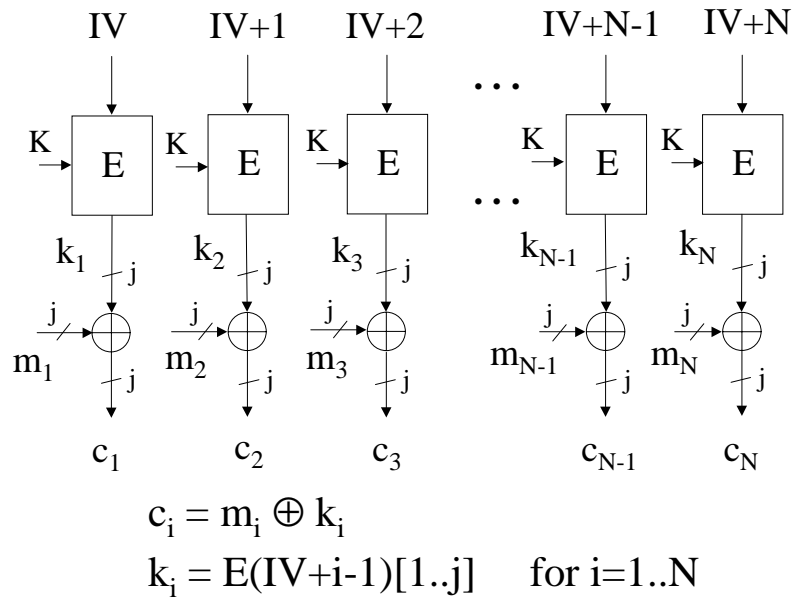 IV IV+1 IV+2 IV+N-1 IV+N
...
K E K E K E K E K E
...
k₁ j k₂ j k₃ j kN-1 j kN j
j j j j j
m₁ m₂ m₃ mN-1 mN
j j j j j
c₁ c₂ c₃ cN-1 cN
cᵢ = mᵢ ⊕ kᵢ
kᵢ = E(IV+i-1)[1..j] for i=1..N